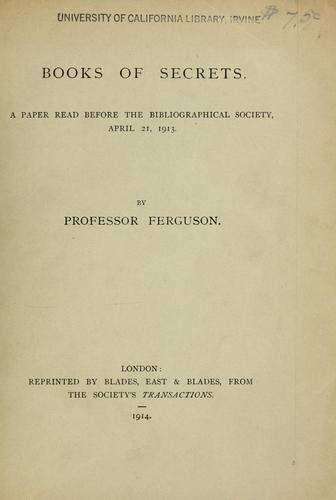 UNIVERSITY OF CALIFORNIA LIBRARY, IRVINE
BOOKS OF SECRETS.
A PAPER READ BEFORE THE BIBLIOGRAPHICAL SOCIETY,
APRIL 21, 1913.
BY
PROFESSOR FERGUSON.
LONDON:
REPRINTED BY BLADES, EAST & BLADES, FROM
THE SOCIETY'S TRANSACTIONS.
1914.